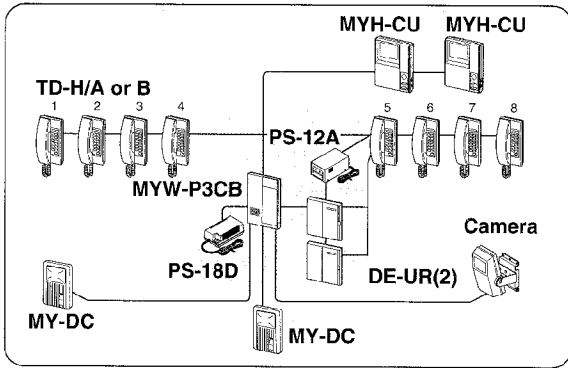 MYH-CU MYH-CU
TD-H/A or B
1 2 3 4
PS-12A
5 6 7 8
MYW-P3CB
PS-18D
DE-UR(2)
Camera
MY-DC
MY-DC